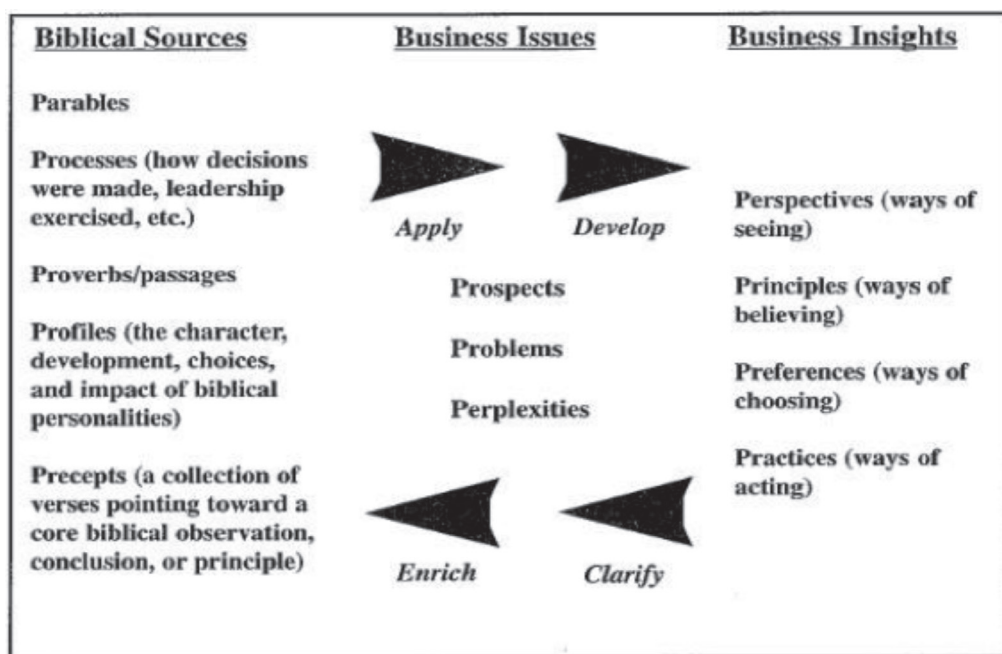 Biblical Sources
Parables
Processes (how decisions
were made, leadership
exercised, etc.)
Proverbs/passages
Profiles (the character,
development, choices,
and impact of biblical
personalities)
Precepts (a collection of
verses pointing toward a
core biblical observation,
conclusion, or principle)
Business Issues
Apply
Develop
Prospects
Problems
Perplexities
Enrich
Clarify
Business Insights
Perspectives (ways of
seeing)
Principles (ways of
believing)
Preferences (ways of
choosing)
Practices (ways of
acting)